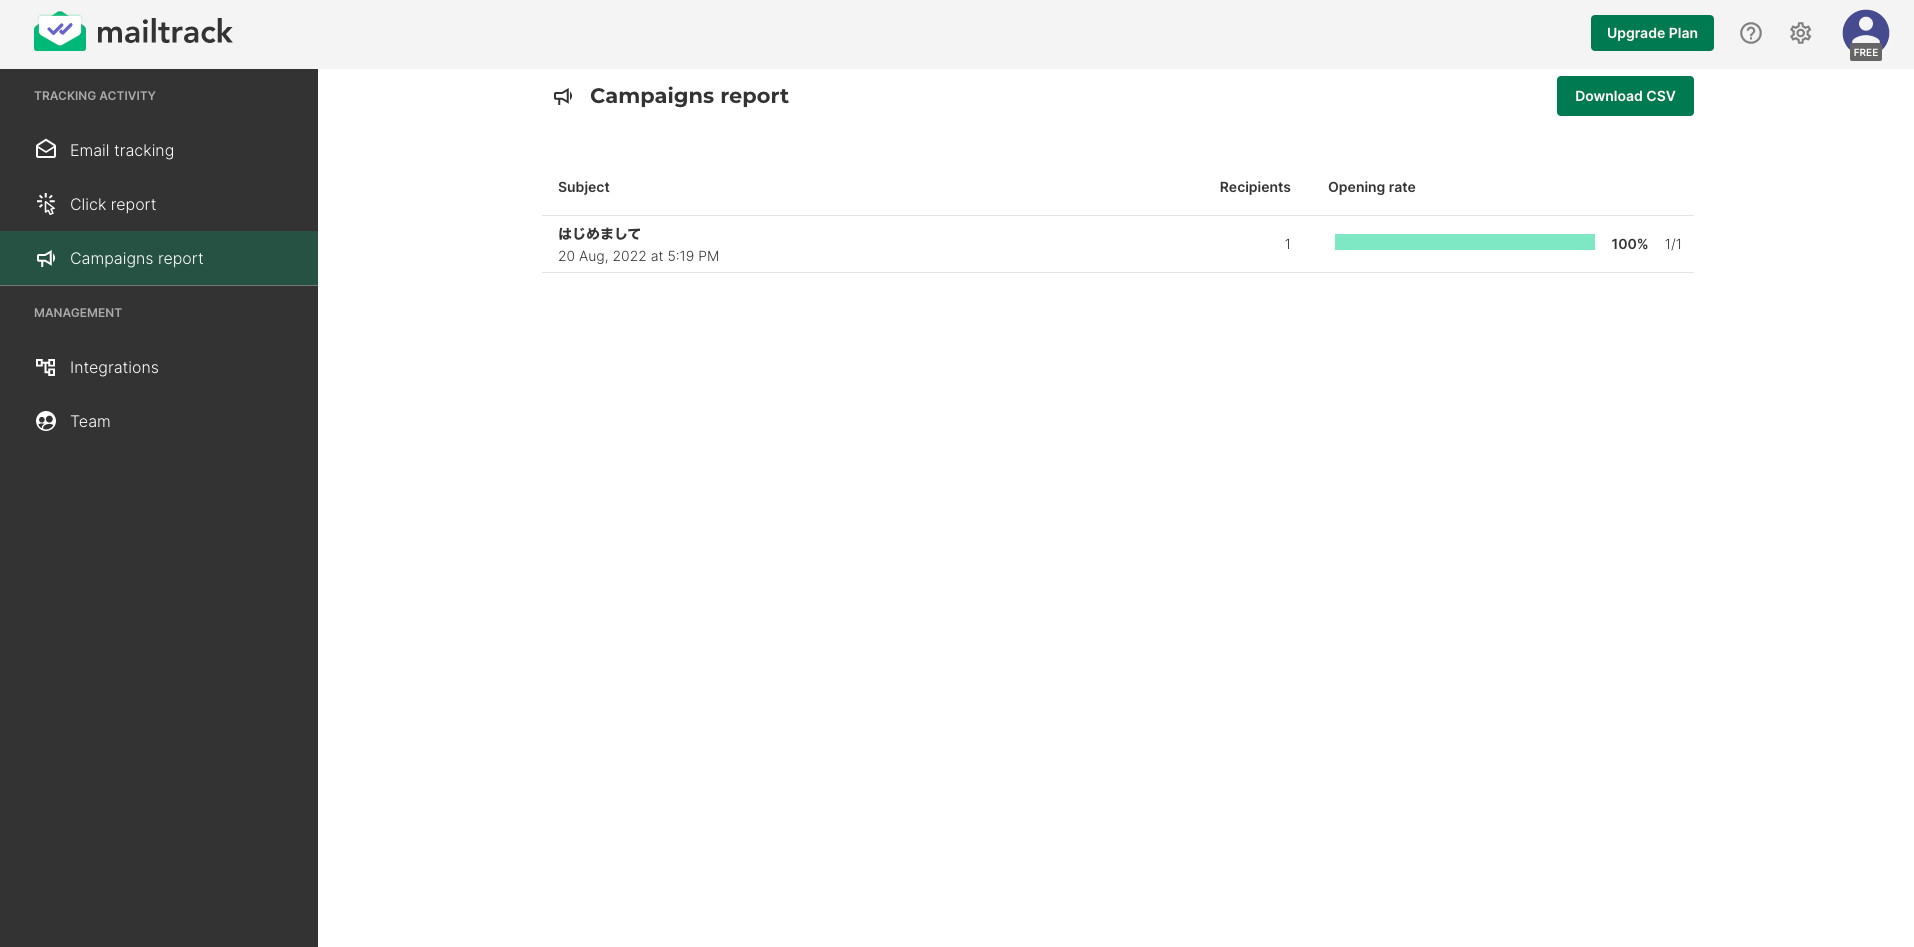 mailtrack
Upgrade Plan
FREE
TRACKING ACTIVITY
Email tracking
Click report
Campaigns report
MANAGEMENT
Integrations
Team
Campaigns report
Download CSV
Subject Recipients Opening rate
はじめまして
20 Aug, 2022 at 5:19 PM
1 100% 1/1